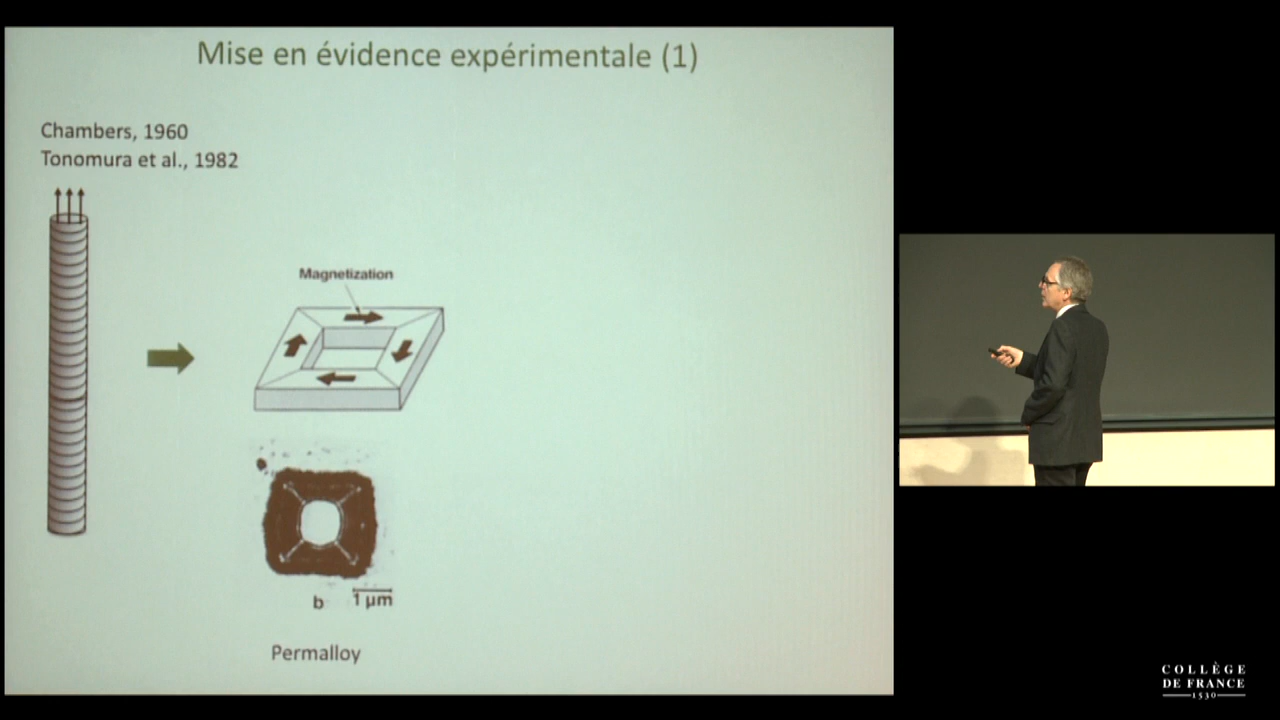 Mise en évidence expérimentale (1)
Chambers, 1960
Tonomura et al., 1982
Magnetization
b
1 µm
Permalloy
COLLÈGE
DE FRANCE
1530